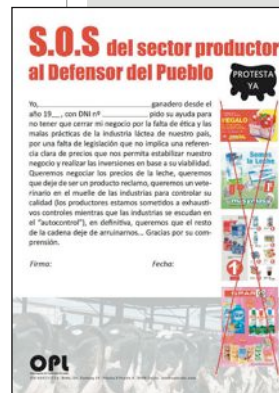 S.O.S del sector productor
al Defensor del Pueblo
PROTESTA
YA
Yo, ganadero desde el
año 19__, con DNI nº pido su ayuda para
no tener que cerrar mi negocio por la falta de ética y las
malas prácticas de la industria láctea de nuestro país,
por una falta de legislación que no implica una referen-
cia clara de precios que nos permita estabilizar nuestro
negocio y realizar las inversiones en base a su viabilidad.
Queremos negociar los precios de la leche, queremos
que deje de ser un producto reclamo, queremos un vete-
rinario en el muelle de las industrias para controlar su
calidad (los productores estamos sometidos a exhausti-
vos controles mientras que las industrias se escudan en
el "autocontrol"), en definitiva, queremos que el resto
de la cadena deje de arruinarnos... Gracias por su com-
prensión.
Firma: Fecha:
REGALO
Somos
la Leche
1
OPL